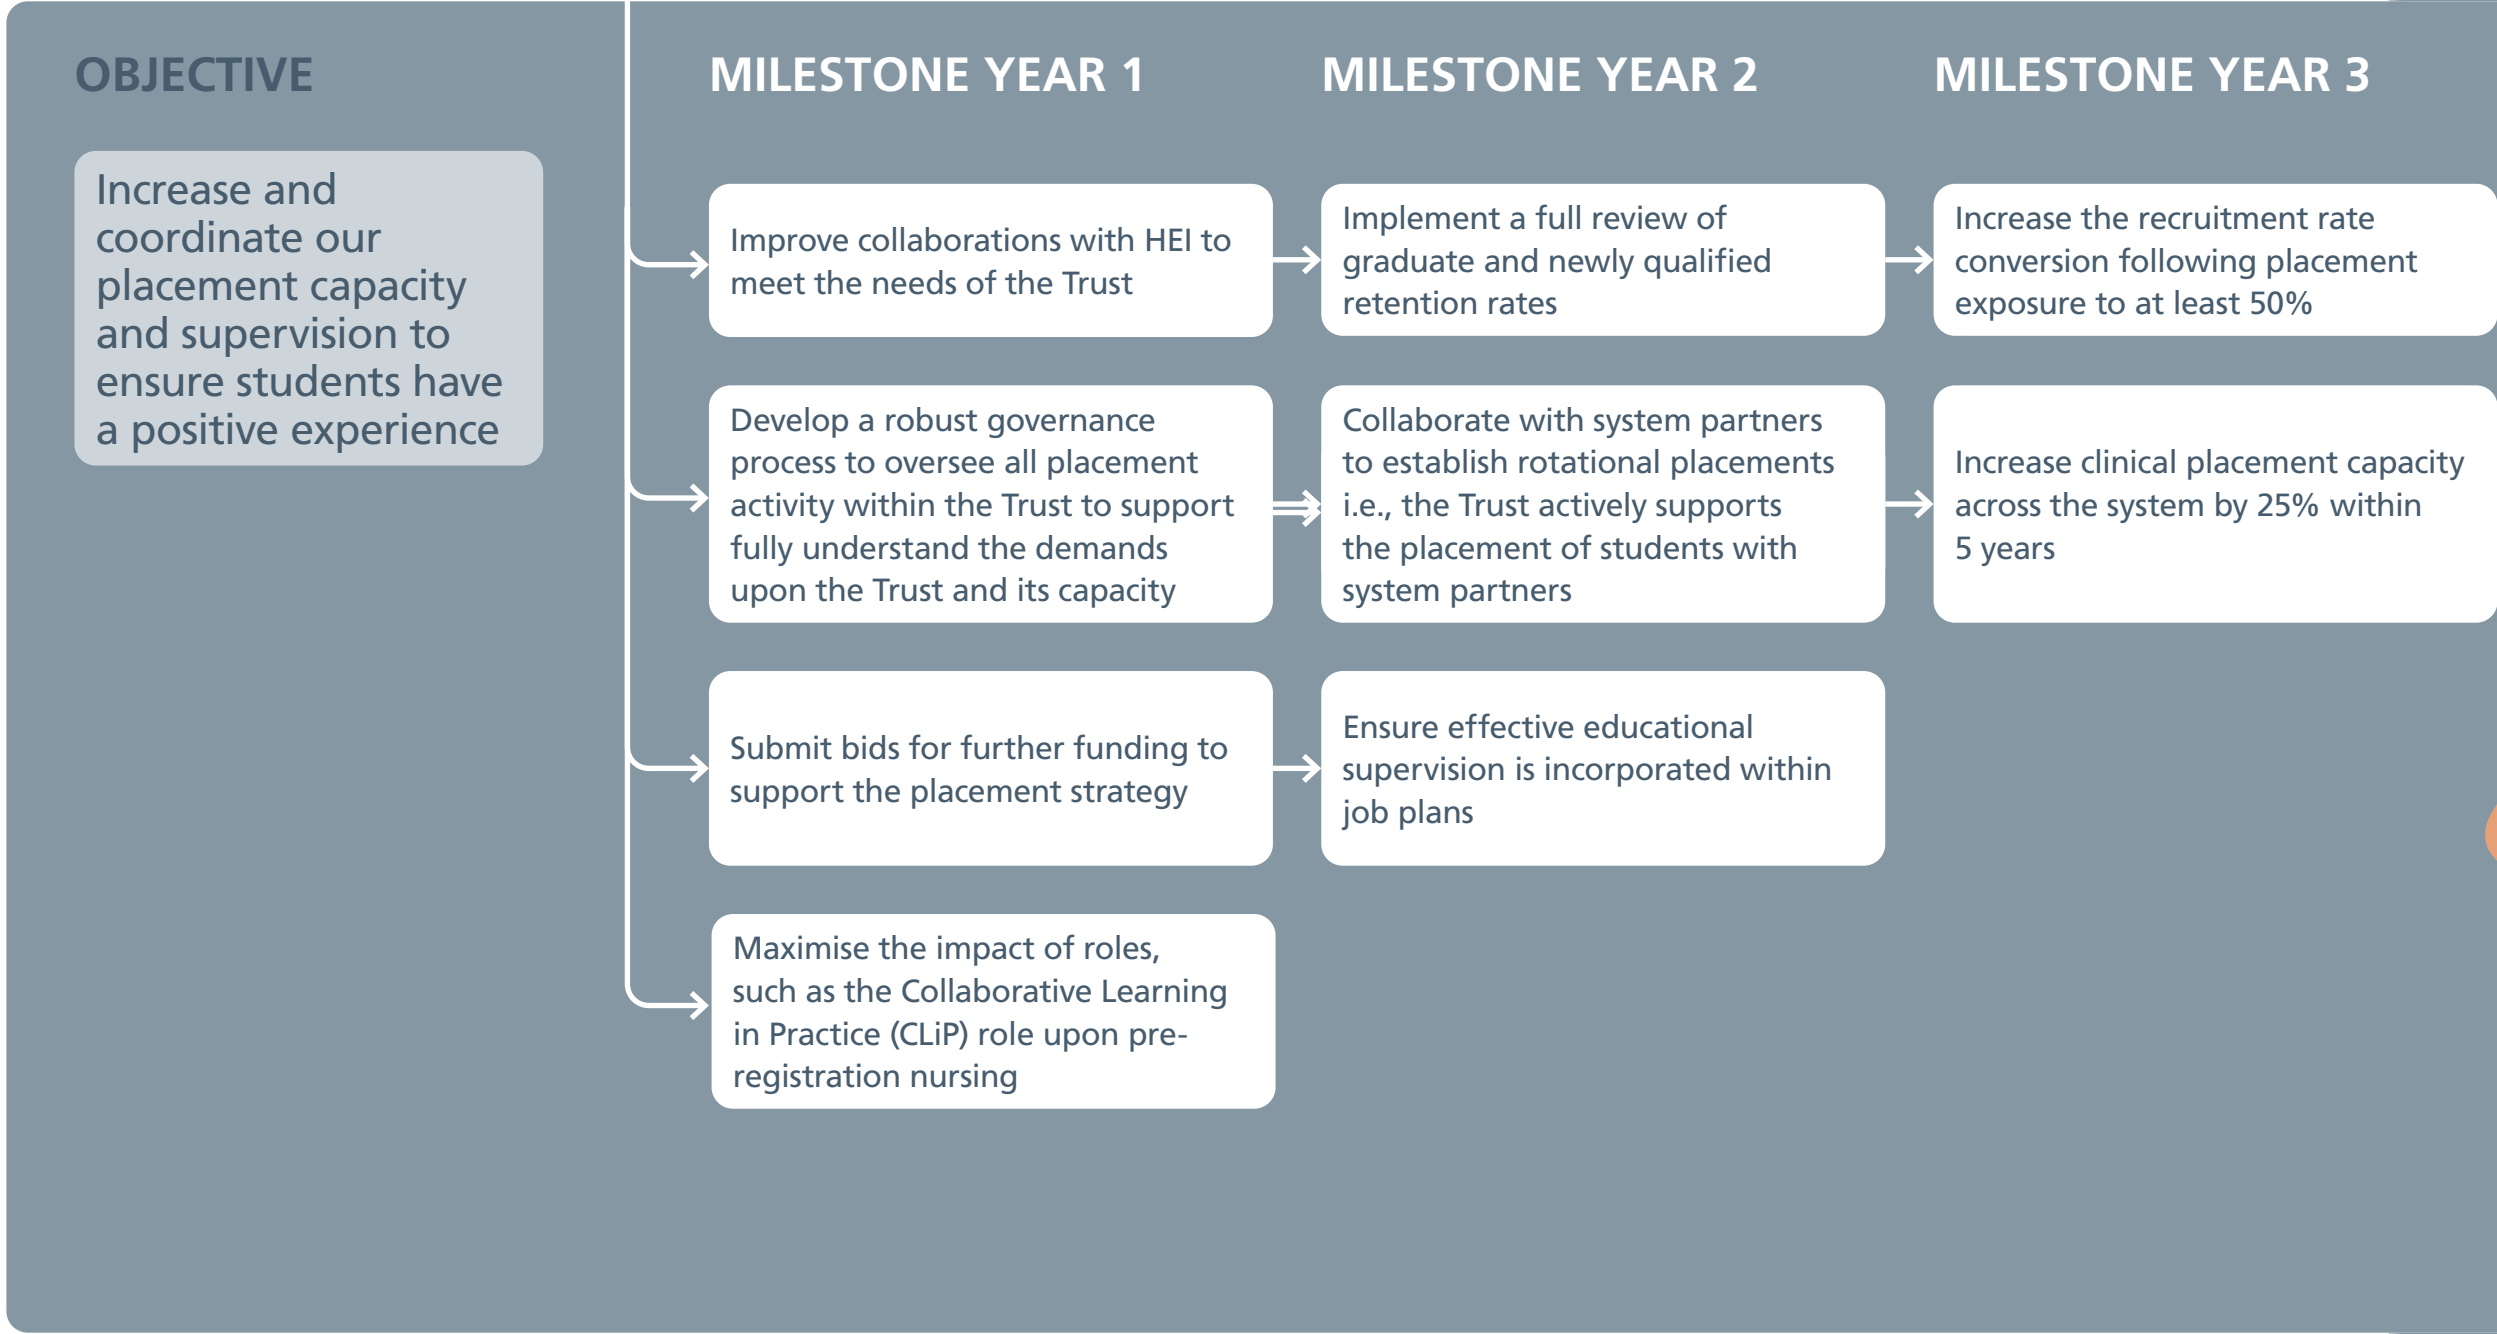 OBJECTIVE
Increase and
coordinate our
placement capacity
and supervision to
ensure students have
a positive experience
MILESTONE YEAR 1
Improve collaborations with HEI to
meet the needs of the Trust
Develop a robust governance
process to oversee all placement
activity within the Trust to support
fully understand the demands
upon the Trust and its capacity
Submit bids for further funding to
support the placement strategy
Maximise the impact of roles,
such as the Collaborative Learning
in Practice (CLiP) role upon pre-
registration nursing
MILESTONE YEAR 2
Implement a full review of
graduate and newly qualified
retention rates
Collaborate with system partners
to establish rotational placements
i.e., the Trust actively supports
the placement of students with
system partners
Ensure effective educational
supervision is incorporated within
job plans
MILESTONE YEAR 3
Increase the recruitment rate
conversion following placement
exposure to at least 50%
Increase clinical placement capacity
across the system by 25% within
5 years